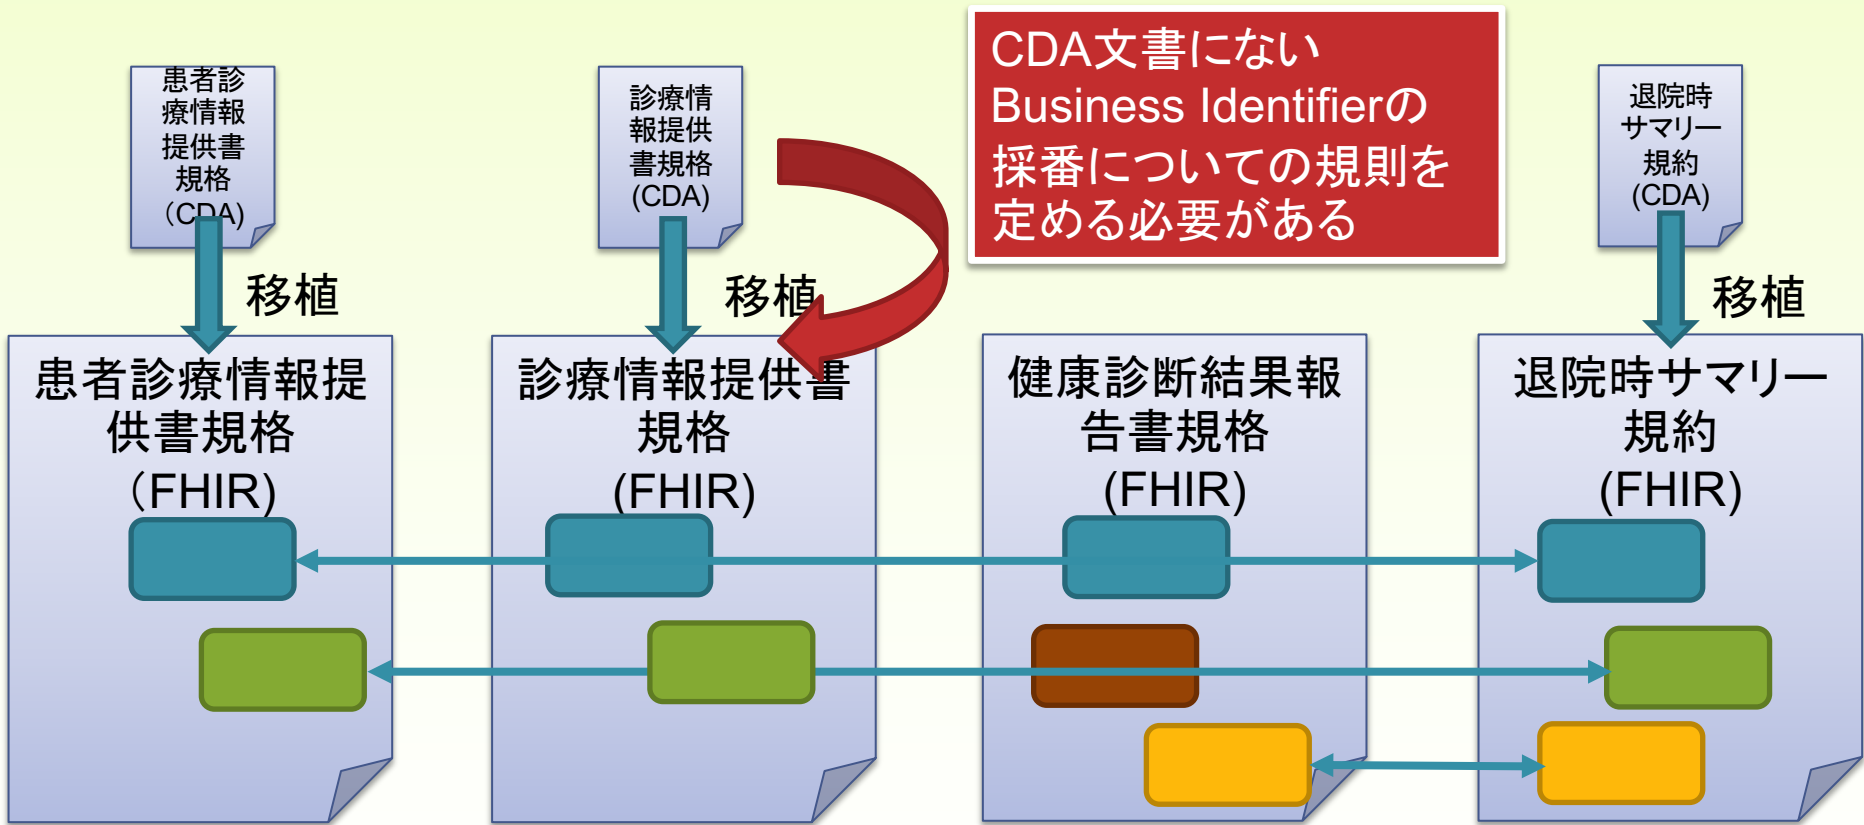 患者診
療情報
提供書
規格
（CDA)
診療情
報提供
書規格
(CDA)
CDA文書にない
Business Identifierの
採番についての規則を
定める必要がある
退院時
サマリー
規約
(CDA)
移植
移植
移植
患者診療情報提
供書規格
（FHIR)
診療情報提供書
規格
(FHIR)
健康診断結果報
告書規格
(FHIR)
退院時サマリー
規約
(FHIR)